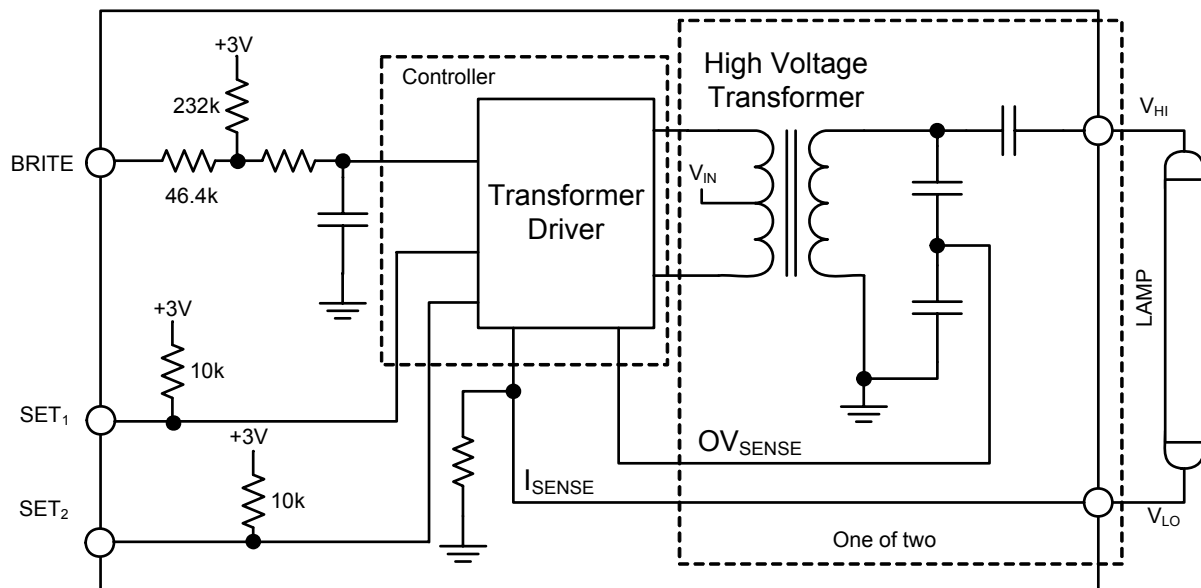 +3V
232k
BRITE
46.4k
Controller
Transformer
Driver
High Voltage
Transformer
V_IN
V_HI
LAMP
+3V
10k
SET_1
+3V
10k
SET_2
OV_SENSE
I_SENSE
V_LO
One of two